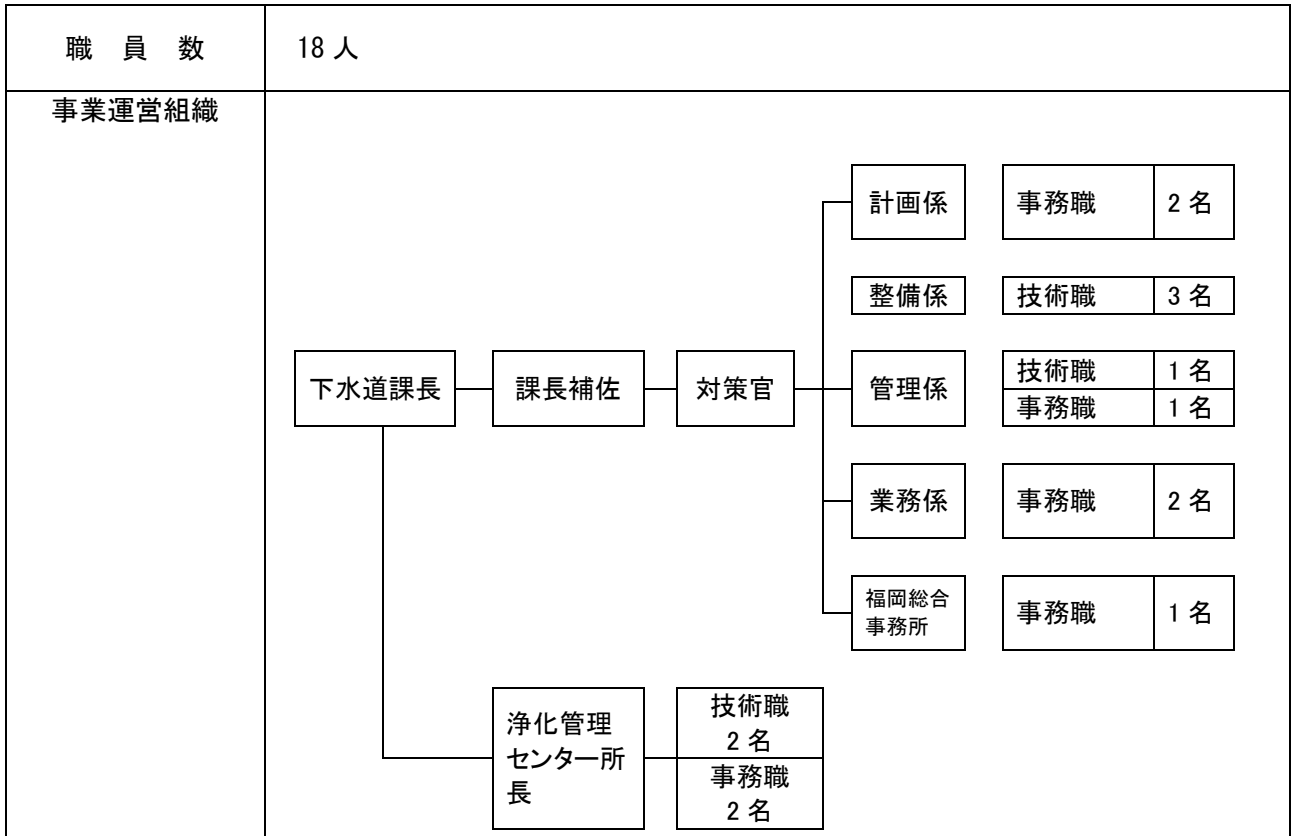 職 員 数
18 人
事業運営組織
計画係 事務職 2 名
整備係 技術職 3 名
下水道課長 課長補佐 対策官 管理係 技術職 1 名
事務職 1 名
業務係 事務職 2 名
福岡総合
事務所
事務職 1 名
浄化管理
センター所
長
技術職
2 名
事務職
2 名